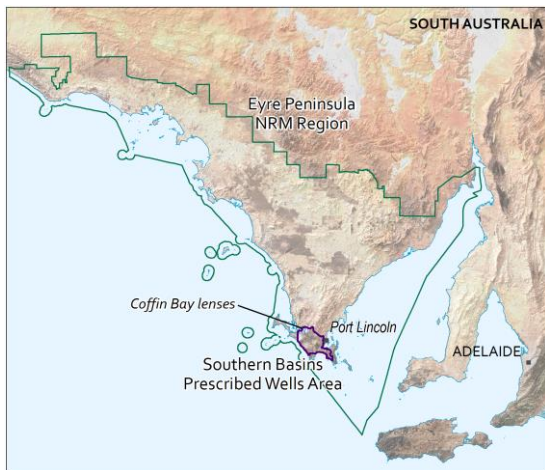 SOUTH AUSTRALIA
Eyre Peninsula
NRM Region
Coffin Bay lenses
Port Lincoln
ADELAIDE
Southern Basins
Prescribed Wells Area